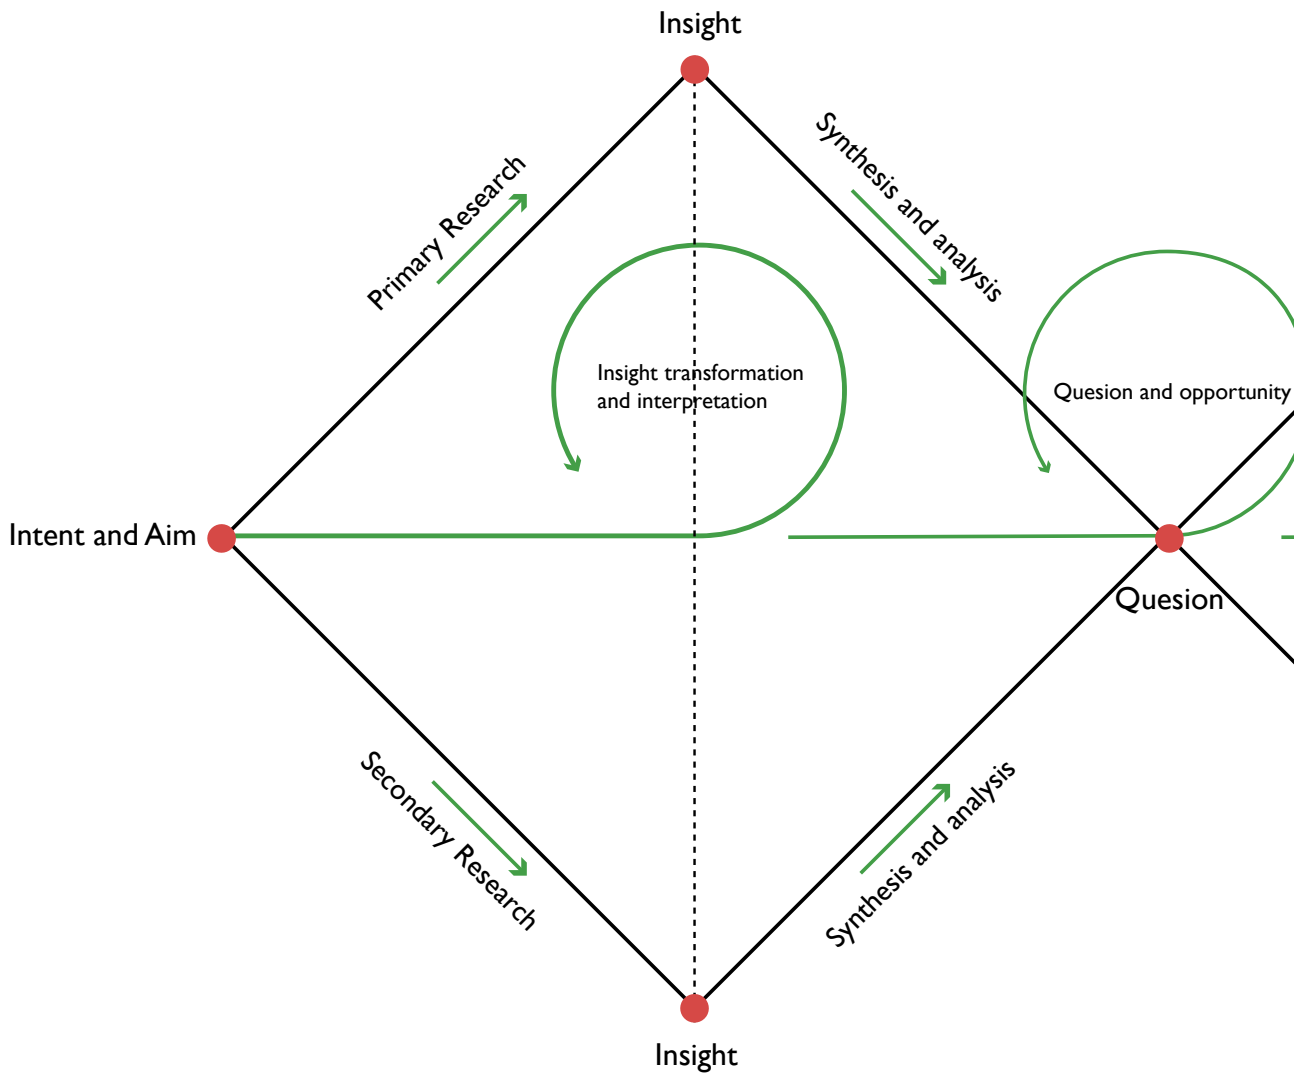 Insight
Synthesis and analysis
Primary Research
Insight transformation
and interpretation
Quesion and opportunity
Intent and Aim
Quesion
Secondary Research
Synthesis and analysis
Insight